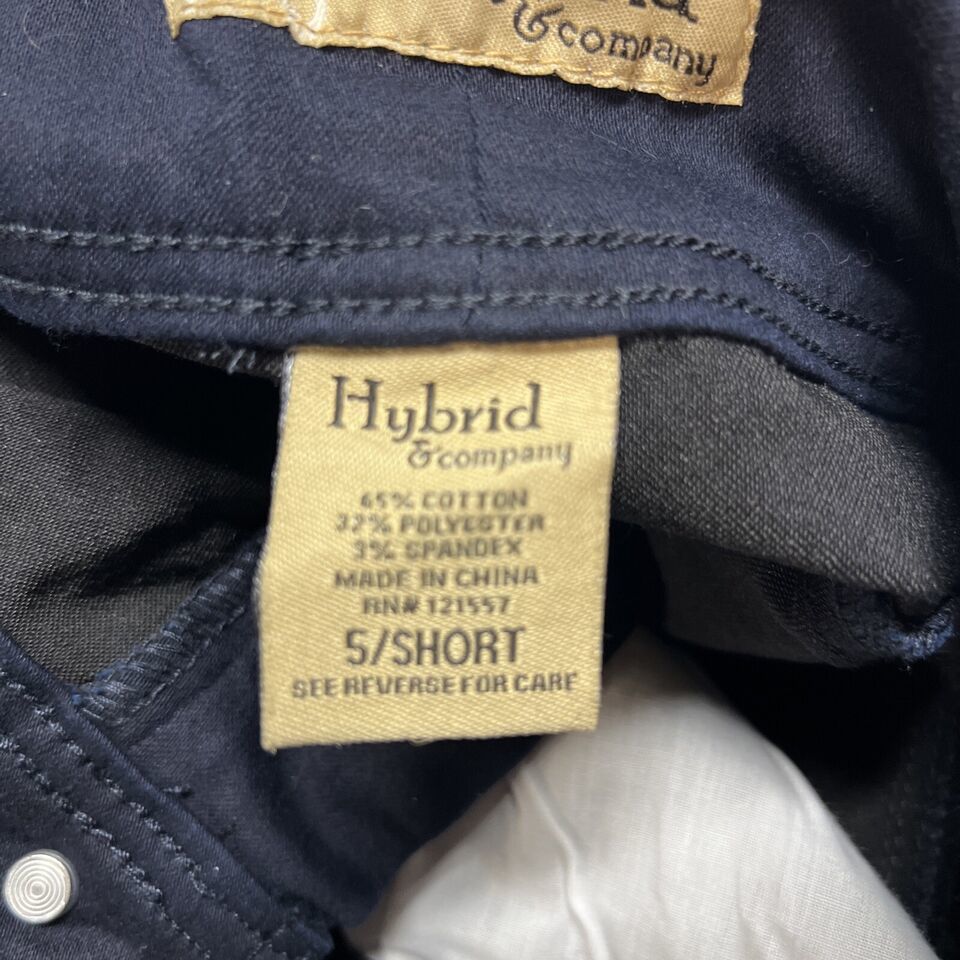 & company
Hybrid
& company
65% COTTON
32% POLYESTER
3% SPANDEX
MADE IN CHINA
RN# 121557
5/SHORT
SEE REVERSE FOR CARE